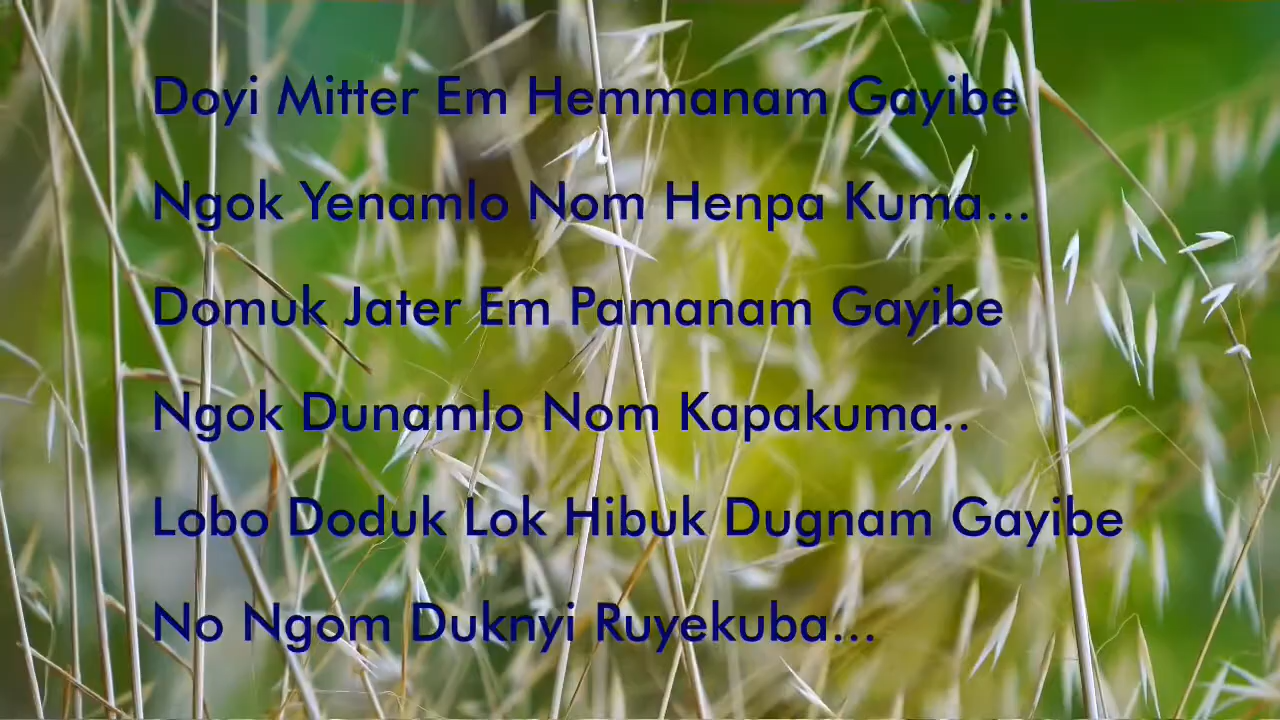 Doyi Mitter Em Hemmanam Gayibe
Ngok Yenamlo Nom Henpa Kuma...
Domuk Jater Em Pamanam Gayibe
Ngok Dunamlo Nom Kapakuma..
Lobo Doduk Lok Hibuk Dugnam Gayibe
No Ngom Duknyi Ruyekuba...